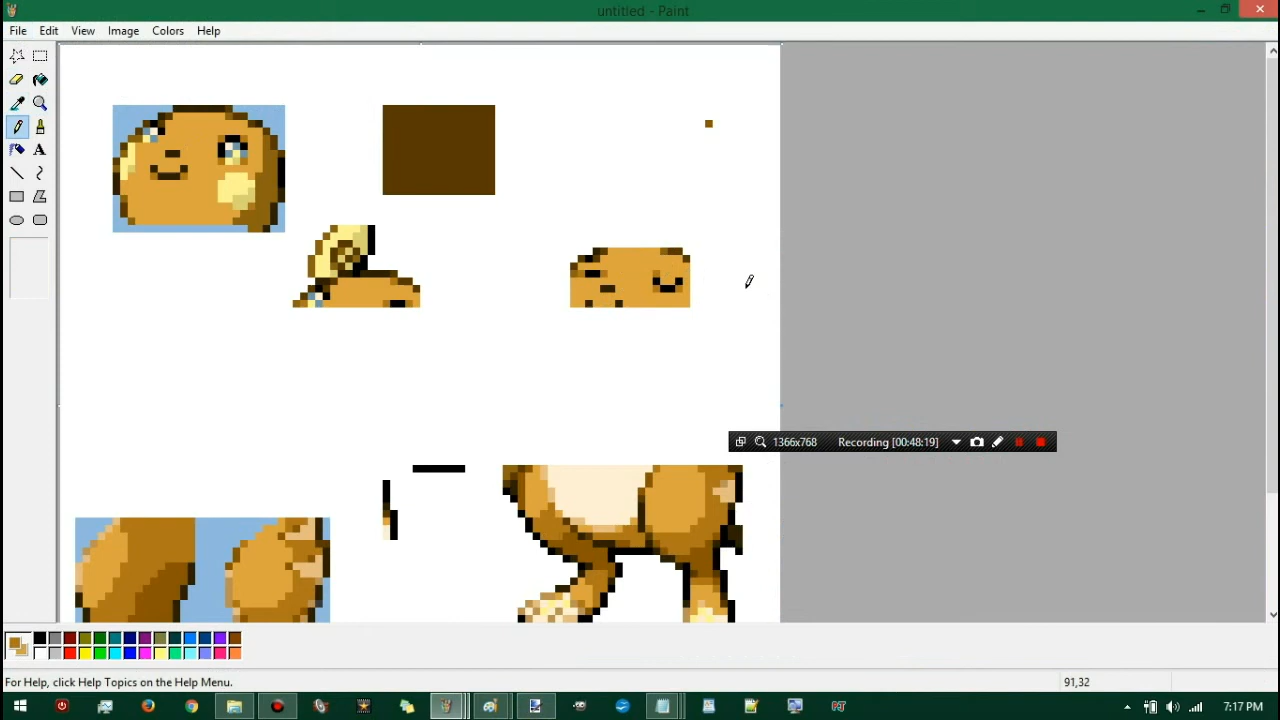 untitled - Paint
File Edit View Image Colors Help
1366x768 Recording [00:48:19]
For Help, click Help Topics on the Help Menu. 91,32
7:17 PM